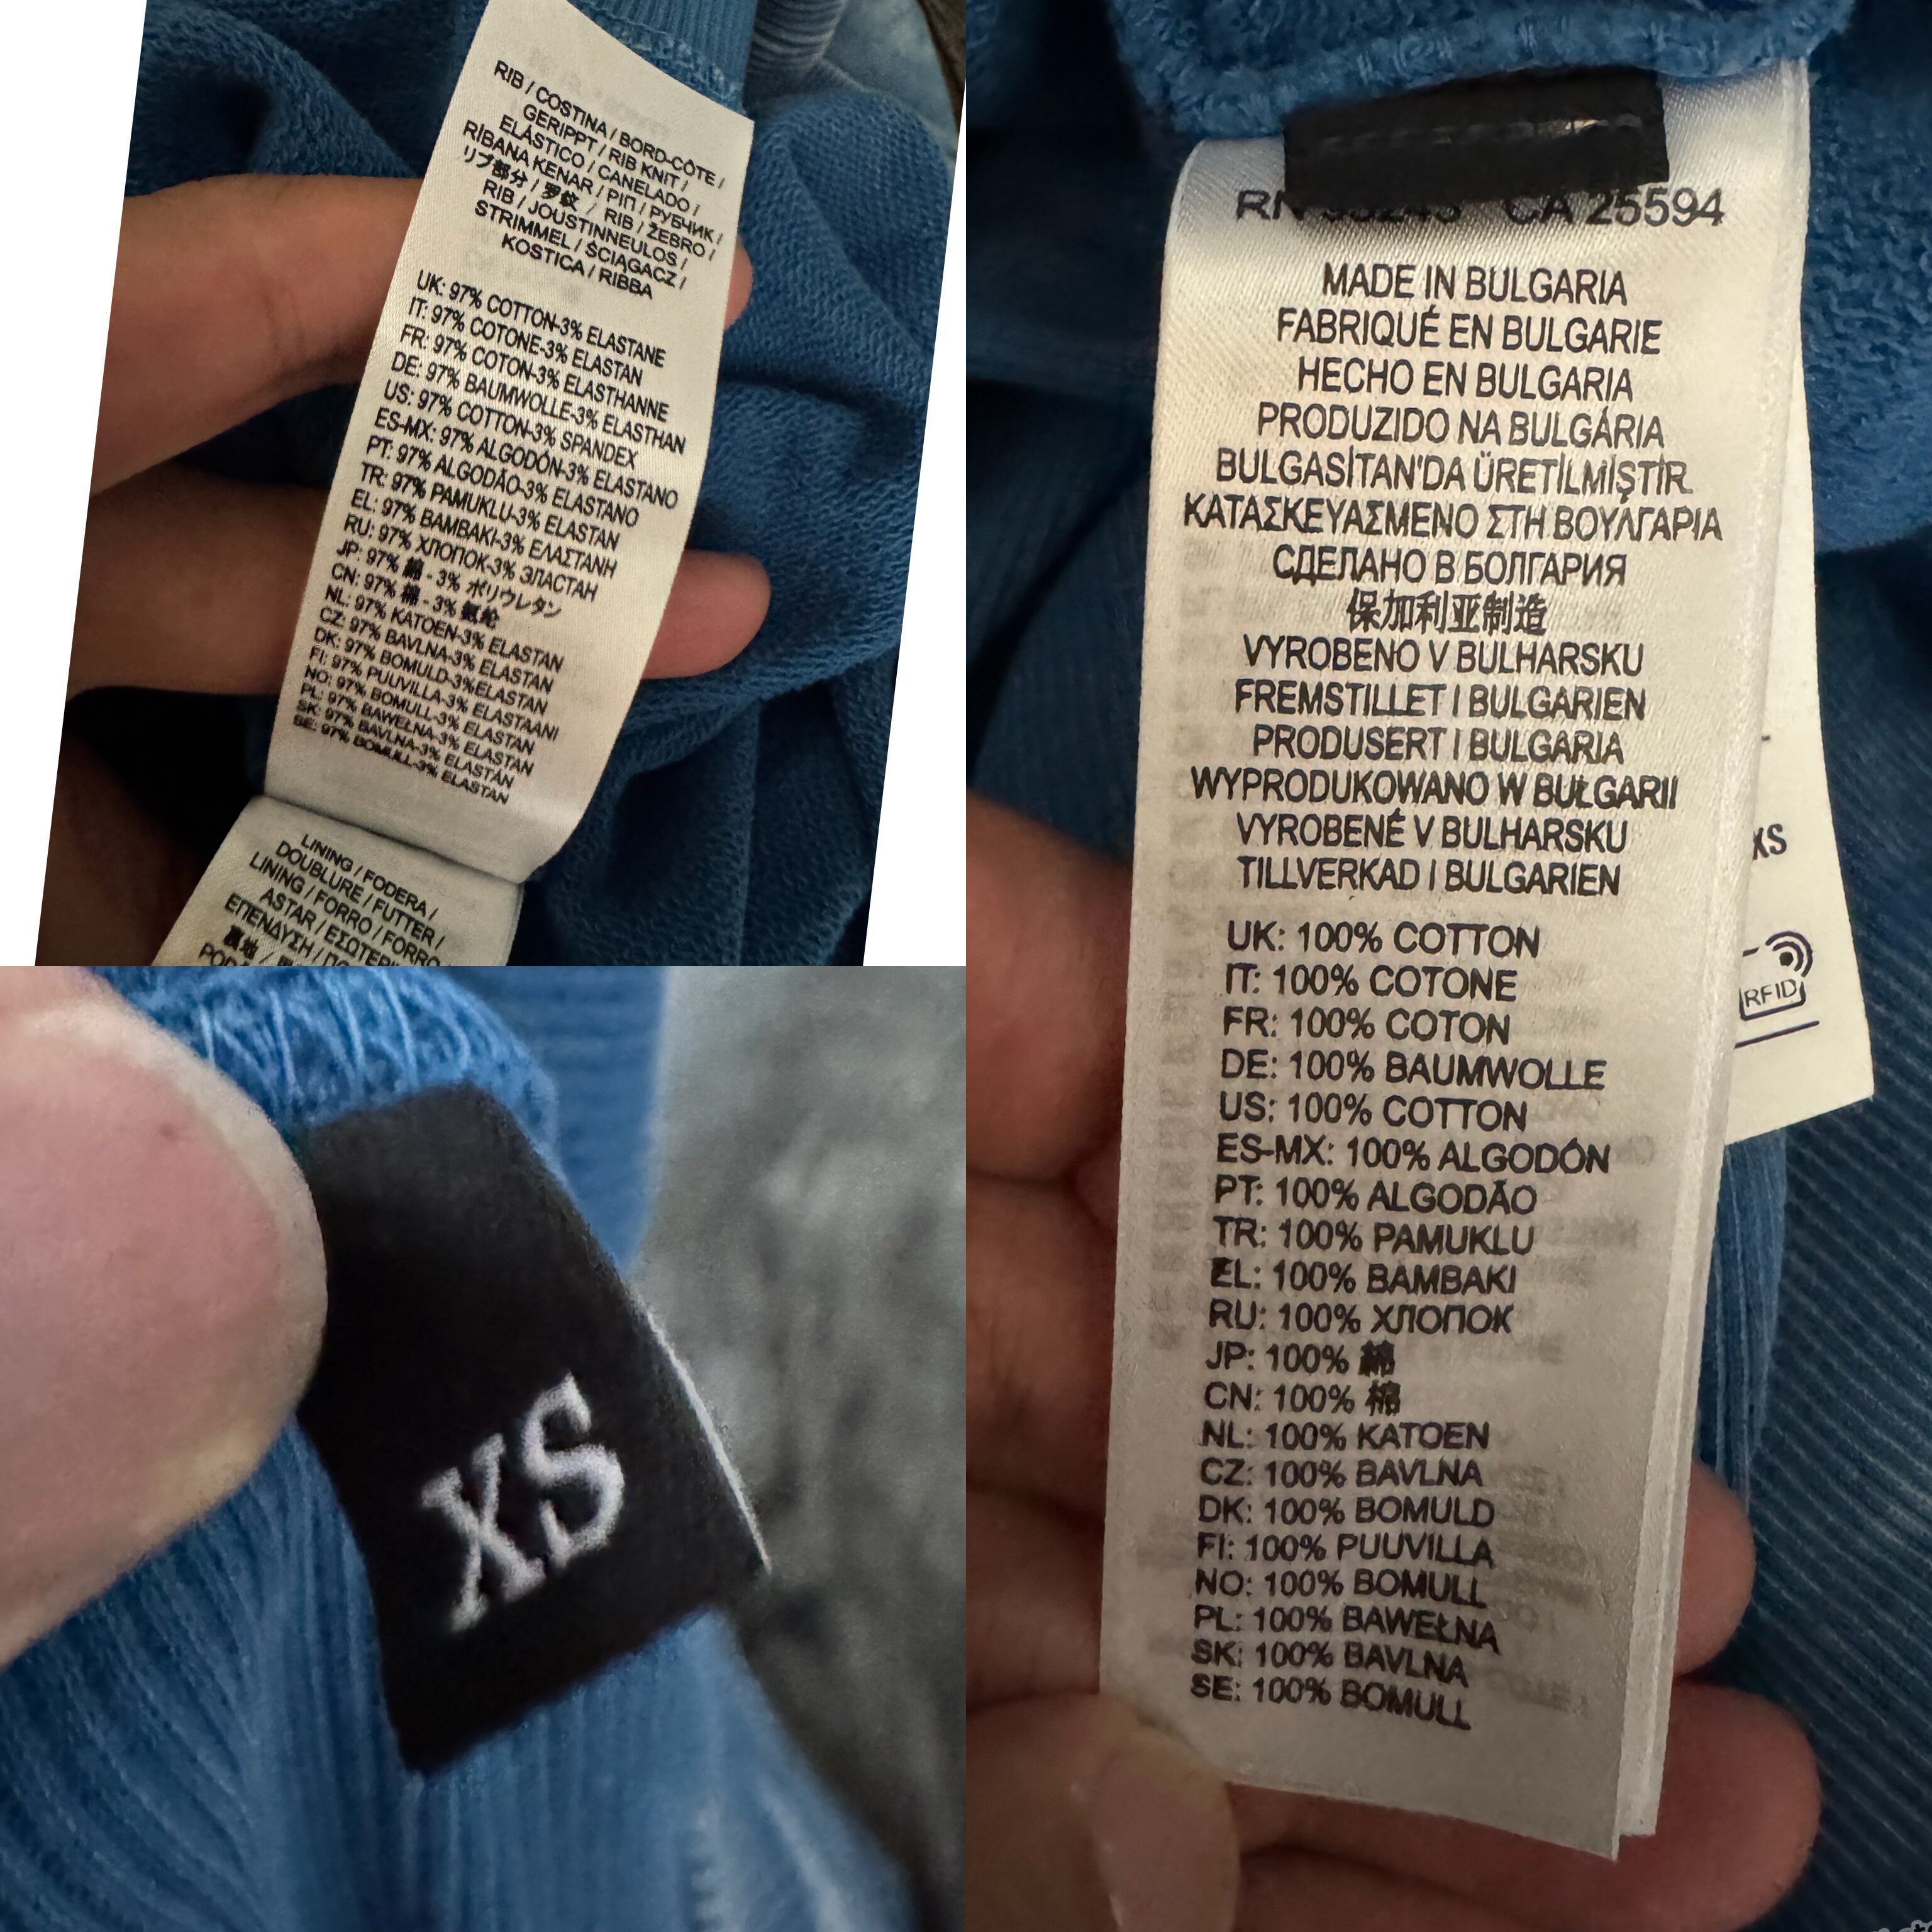 RIB / COSTINA / BORD-CÔTE /
GERIPPT / RIB KNIT /
ELÁSTICO / CANELADO /
RİBANA KENAR / ΡΙΠ / РУБЧИК /
リブ部分 / 罗纹 / RIB / ŽEBRO /
RIB / JOUSTINNEULOS /
STRIMMEL / ŚCIĄGACZ /
KOSTICA / RIBBA
UK: 97% COTTON-3% ELASTANE
IT: 97% COTONE-3% ELASTAN
FR: 97% COTON-3% ELASTHANNE
DE: 97% BAUMWOLLE-3% ELASTHAN
US: 97% COTTON-3% SPANDEX
ES-MX: 97% ALGODÓN-3% ELASTANO
PT: 97% ALGODÃO-3% ELASTANO
TR: 97% PAMUKLU-3% ELASTAN
EL: 97% ΒΑΜΒΑΚΙ-3% ΕΛΑΣΤΑΝΗ
RU: 97% ХЛОПОК-3% ЭЛАСТАН
JP: 97% 綿 - 3% ポリウレタン
CN: 97% 棉 - 3% 氨纶
NL: 97% KATOEN-3% ELASTAN
CZ: 97% BAVLNA-3% ELASTAN
DK: 97% BOMULD-3%ELASTAN
FI: 97% PUUVILLA-3% ELASTAANI
NO: 97% BOMULL-3% ELASTAN
PL: 97% BAWEŁNA-3% ELASTAN
SK: 97% BAVLNA-3% ELASTÁN
SE: 97% BOMULL-3% ELASTAN
LINING / FODERA /
DOUBLURE / FUTTER /
LINING / FORRO / FORRO
ASTAR / ΕΣΩΤΕΡΙΚ
ΕΠΕΝΔΥΣΗ /
裏地 /
XS
RN CA 25594
MADE IN BULGARIA
FABRIQUÉ EN BULGARIE
HECHO EN BULGARIA
PRODUZIDO NA BULGÁRIA
BULGASİTAN'DA ÜRETİLMİŞTİR
ΚΑΤΑΣΚΕΥΑΣΜΕΝΟ ΣΤΗ ΒΟΥΛΓΑΡΙΑ
СДЕЛАНО В БОЛГАРИЯ
保加利亚制造
VYROBENO V BULHARSKU
FREMSTILLET I BULGARIEN
PRODUSERT I BULGARIA
WYPRODUKOWANO W BUŁGARII
VYROBENÉ V BULHARSKU
TILLVERKAD I BULGARIEN
UK: 100% COTTON
IT: 100% COTONE
FR: 100% COTON
DE: 100% BAUMWOLLE
US: 100% COTTON
ES-MX: 100% ALGODÓN
PT: 100% ALGODÃO
TR: 100% PAMUKLU
EL: 100% ΒΑΜΒΑΚΙ
RU: 100% ХЛОПОК
JP: 100% 綿
CN: 100% 棉
NL: 100% KATOEN
CZ: 100% BAVLNA
DK: 100% BOMULD
FI: 100% PUUVILLA
NO: 100% BOMULL
PL: 100% BAWEŁNA
SK: 100% BAVLNA
SE: 100% BOMULL
XS
RFID